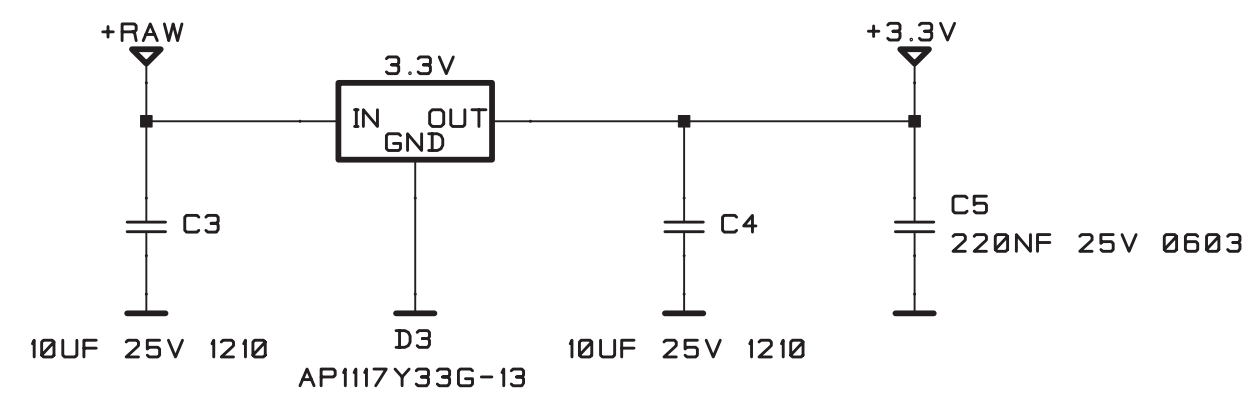 +RAW
+3.3V
3.3V
IN OUT
GND
C3
C4
C5
220NF 25V 0603
10UF 25V 1210
D3
10UF 25V 1210
AP1117Y33G-13